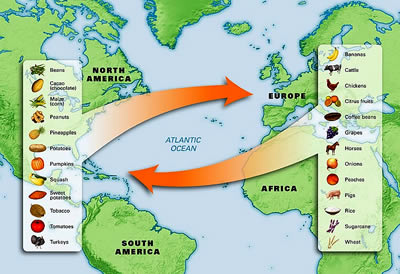 Beans
Cacao
(chocolate)
Maize
(corn)
Peanuts
Pineapples
Potatoes
Pumpkins
Squash
Sweet
potatoes
Tobacco
Tomatoes
Turkeys
NORTH
AMERICA
ATLANTIC
OCEAN
SOUTH
AMERICA
EUROPE
AFRICA
Bananas
Cattle
Chickens
Citrus fruits
Coffee beans
Grapes
Horses
Onions
Peaches
Pigs
Rice
Sugarcane
Wheat